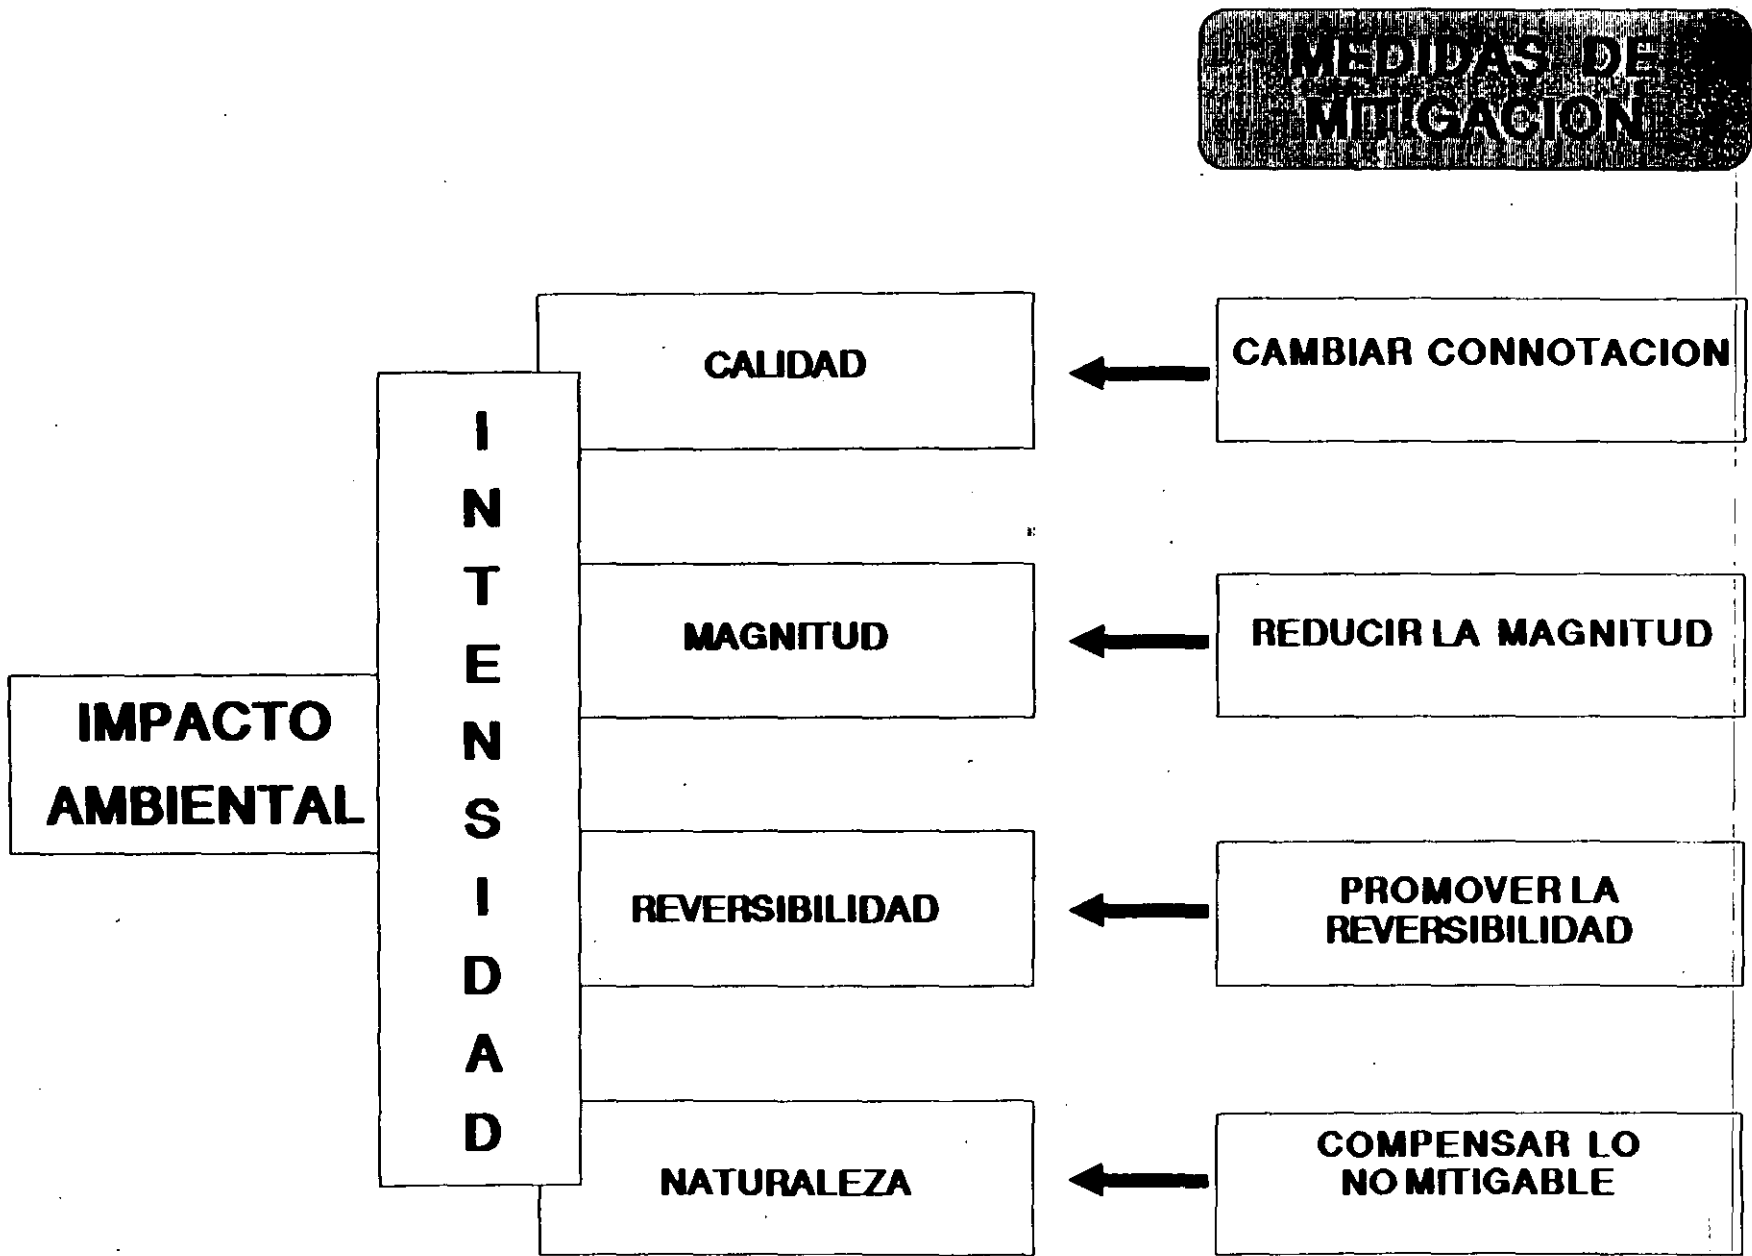 MEDIDAS DE
MITIGACION
IMPACTO
AMBIENTAL
I
N
T
E
N
S
I
D
A
D
CALIDAD
CAMBIAR CONNOTACION
MAGNITUD
REDUCIR LA MAGNITUD
REVERSIBILIDAD
PROMOVER LA
REVERSIBILIDAD
NATURALEZA
COMPENSAR LO
NO MITIGABLE